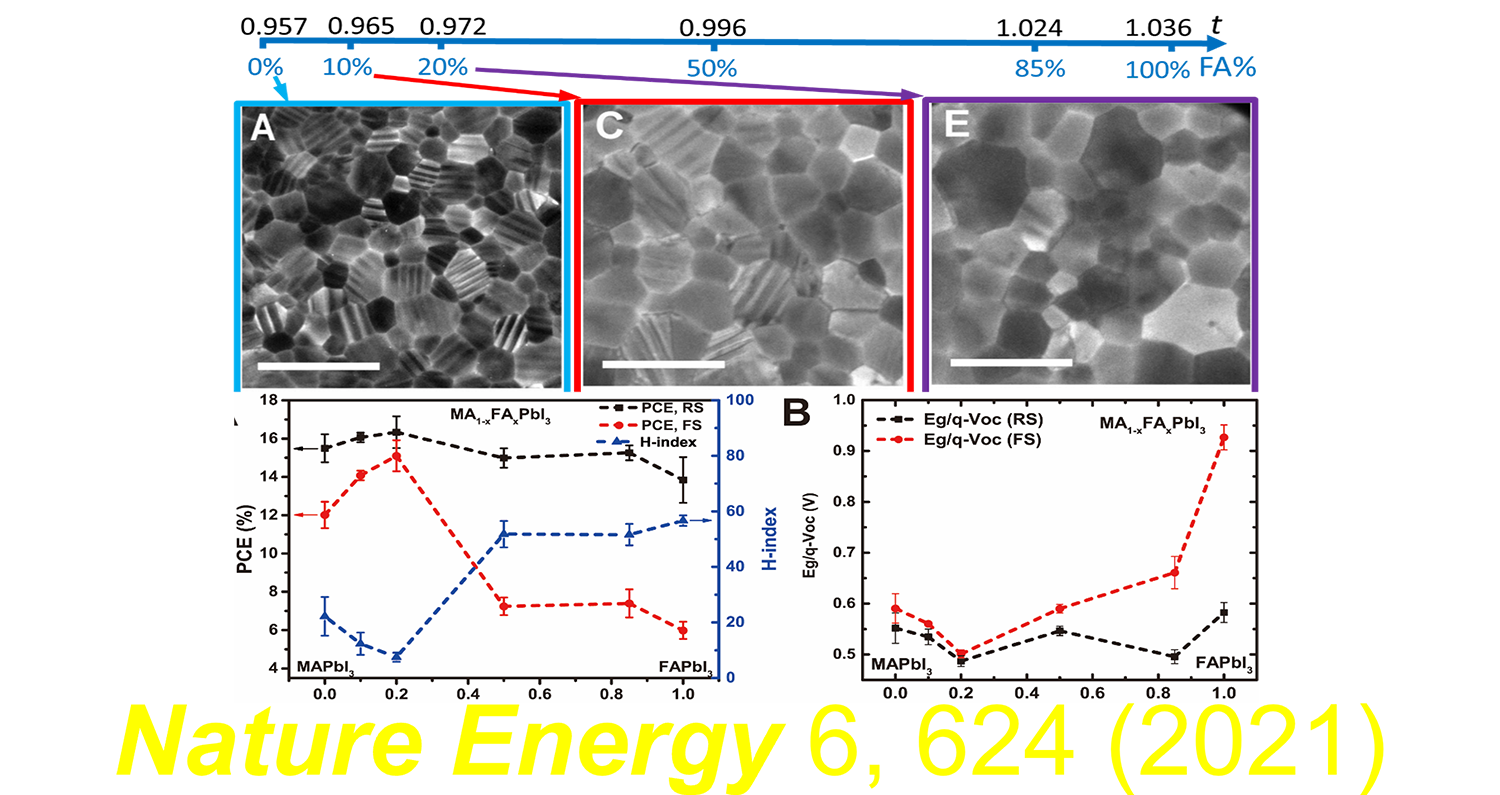 0.957 0.965 0.972 0.996 1.024 1.036 t
0% 10% 20% 50% 85% 100% FA%
A C E
18 16 14 12 10 8 6 4
PCE (%)
MA1-xFAxPbI3
PCE, RS
PCE, FS
H-index
100 80 60 40 20 0
H-index
MAPbI3 FAPbI3
0.0 0.2 0.4 0.6 0.8 1.0
B
1.0 0.9 0.8 0.7 0.6 0.5
Eg/q-Voc (V)
Eg/q-Voc (RS)
Eg/q-Voc (FS)
MA1-xFAxPbI3
MAPbI3 FAPbI3
0.0 0.2 0.4 0.6 0.8 1.0
Nature Energy 6, 624 (2021)